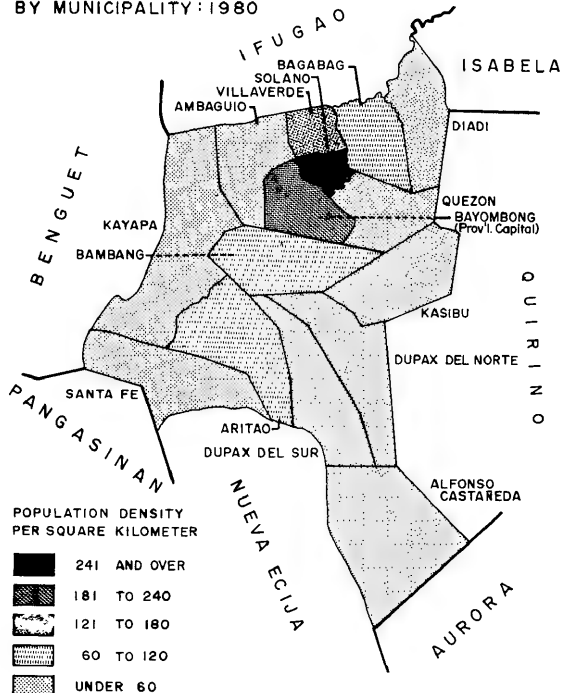 BY MUNICIPALITY: 1980
IFUGAO
BAGABAG
SOLANO
VILLAVERDE
AMBAGUIO
ISABELA
DIADI
BENGUET
KAYAPA
QUEZON
BAYOMBONG
(Prov'l. Capital)
BAMBANG
QUIRINO
KASIBU
DUPAX DEL NORTE
SANTA FE
PANGASINAN
ARITAO
DUPAX DEL SUR
NUEVA ECIJA
ALFONSO
CASTAÑEDA
AURORA
POPULATION DENSITY
PER SQUARE KILOMETER
241 AND OVER
181 TO 240
121 TO 180
60 TO 120
UNDER 60